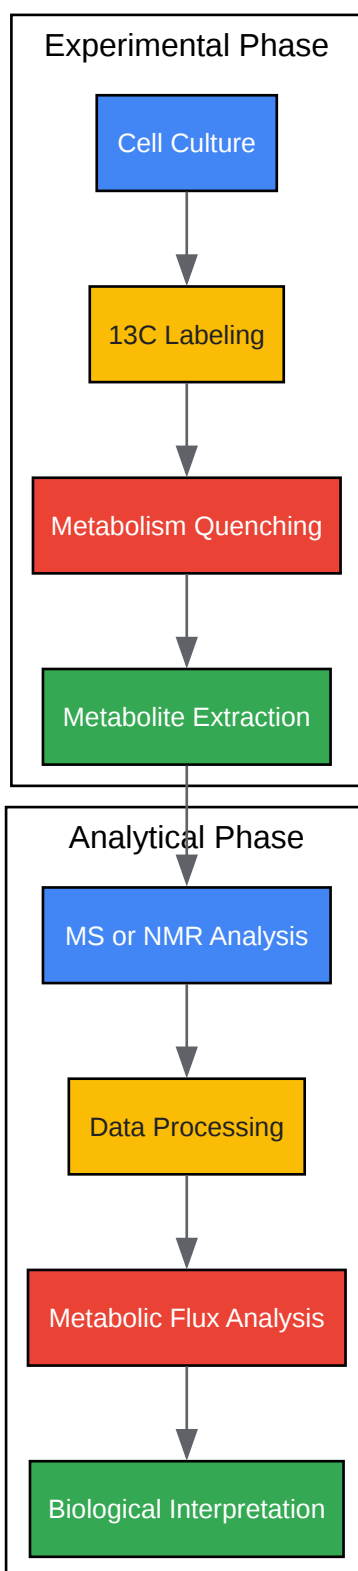 Experimental Phase
Cell Culture
13C Labeling
Metabolism Quenching
Metabolite Extraction
Analytical Phase
MS or NMR Analysis
Data Processing
Metabolic Flux Analysis
Biological Interpretation